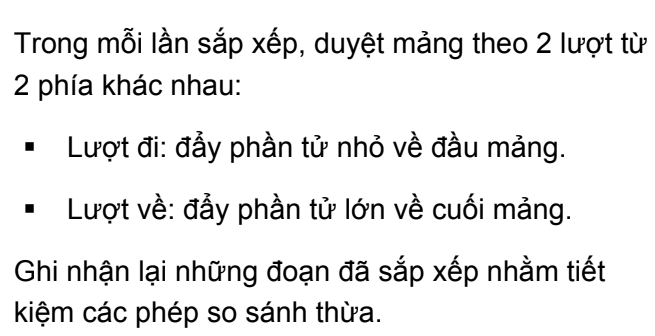 Trong mỗi lần sắp xếp, duyệt mảng theo 2 lượt từ
2 phía khác nhau:
▪ Lượt đi: đẩy phần tử nhỏ về đầu mảng.
▪ Lượt về: đẩy phần tử lớn về cuối mảng.
Ghi nhận lại những đoạn đã sắp xếp nhằm tiết
kiệm các phép so sánh thừa.